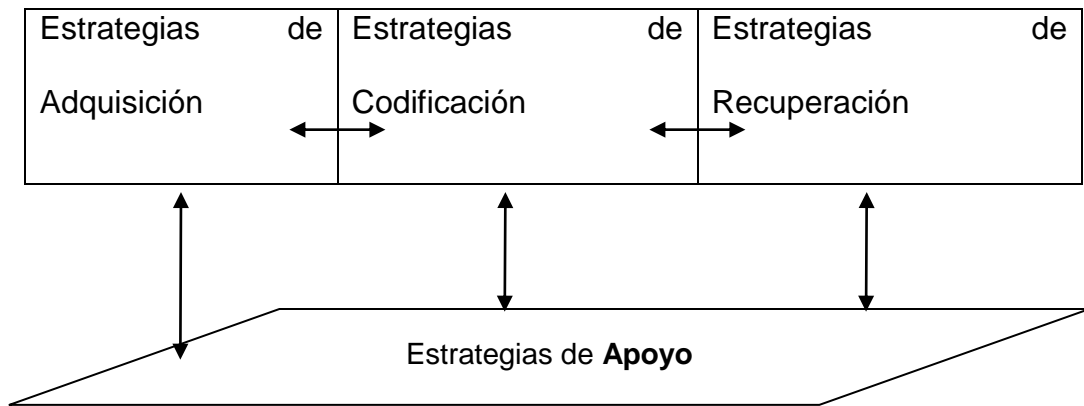 Estrategias de
Adquisición
Estrategias de
Codificación
Estrategias de
Recuperación
Estrategias de Apoyo